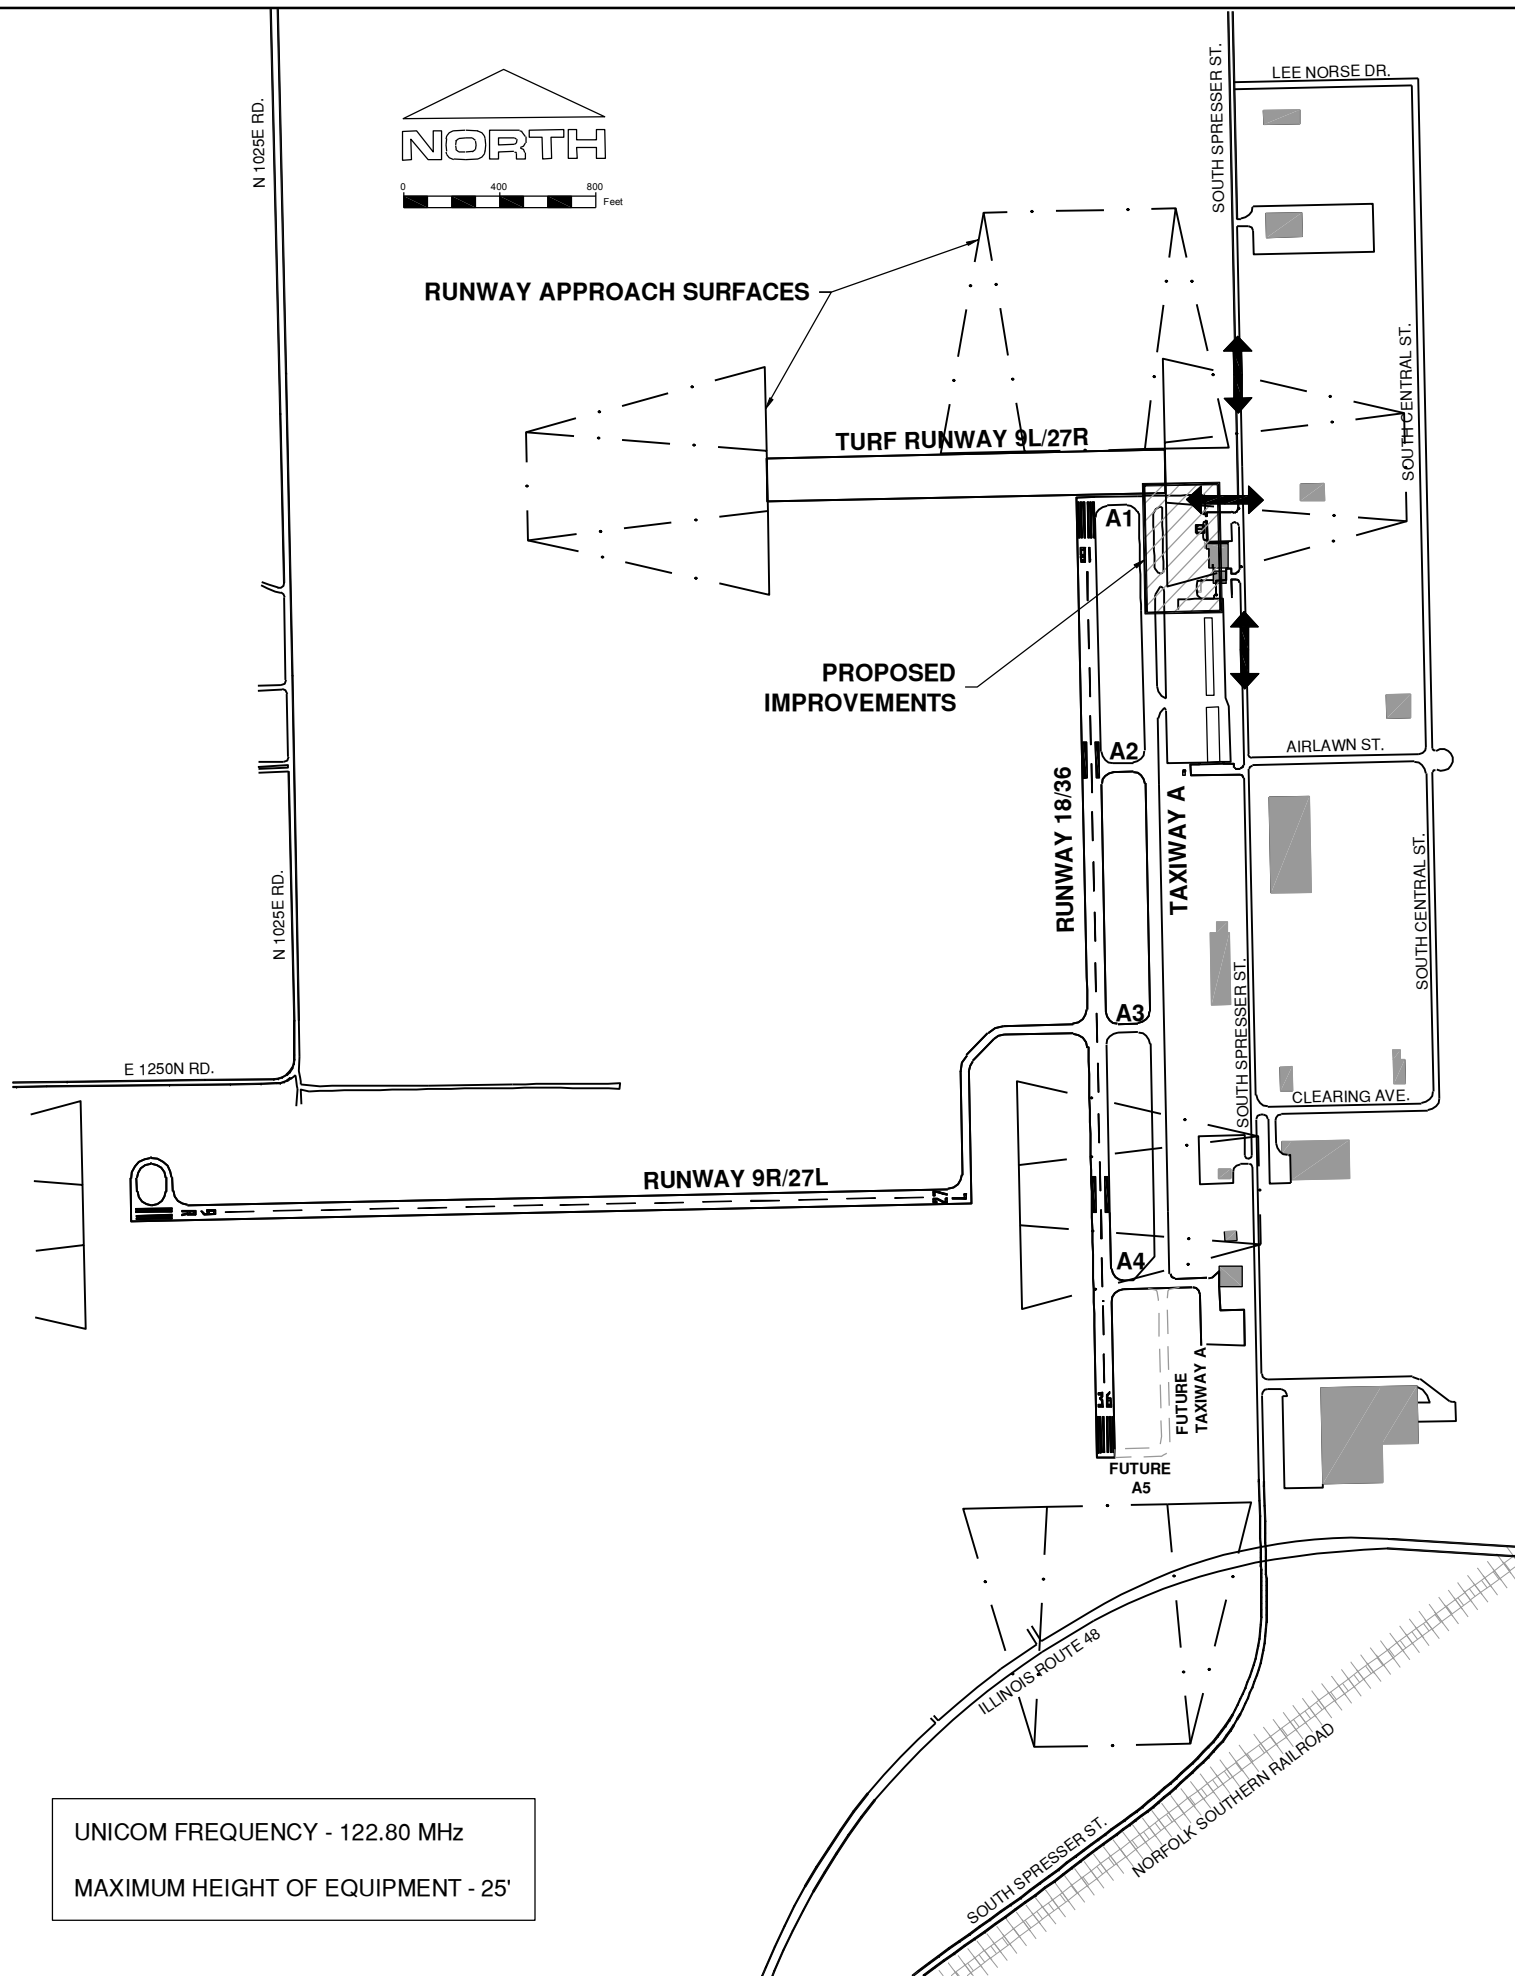 SOUTH SPRESSER ST.
LEE NORSE DR.
N 1025E RD.
NORTH
0 400 800
Feet
RUNWAY APPROACH SURFACES
SOUTH CENTRAL ST.
TURF RUNWAY 9L/27R
A1
18
PROPOSED
IMPROVEMENTS
A2
AIRLAWN ST.
RUNWAY 18/36
TAXIWAY A
N 1025E RD.
SOUTH CENTRAL ST.
SOUTH SPRESSER ST.
A3
E 1250N RD.
CLEARING AVE.
RUNWAY 9R/27L
9
R
27
L
A4
FUTURE
TAXIWAY A
36
FUTURE
A5
ILLINOIS ROUTE 48
NORFOLK SOUTHERN RAILROAD
SOUTH SPRESSER ST.
UNICOM FREQUENCY - 122.80 MHz
MAXIMUM HEIGHT OF EQUIPMENT - 25'